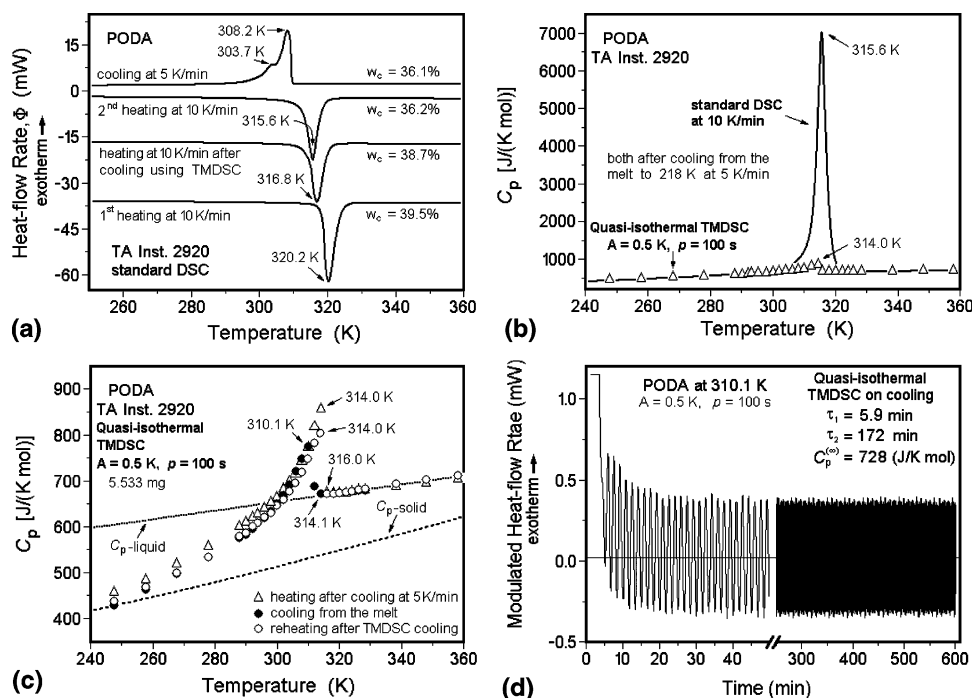 PODA
308.2 K
303.7 K
cooling at 5 K/min
w_c = 36.1%
2nd heating at 10 K/min
315.6 K
w_c = 36.2%
heating at 10 K/min after
cooling using TMDSC
w_c = 38.7%
316.8 K
1st heating at 10 K/min
w_c = 39.5%
320.2 K
TA Inst. 2920
standard DSC
Heat-flow Rate, Φ (mW)
exotherm
20
0
-15
-30
-45
-60
260 280 300 320 340 360
Temperature (K)
(a)
PODA
TA Inst. 2920
315.6 K
standard DSC
at 10 K/min
both after cooling from the
melt to 218 K at 5 K/min
Quasi-isothermal TMDSC
A = 0.5 K, p = 100 s
314.0 K
C_p [J/(K mol)]
7000
6000
5000
4000
3000
2000
1000
240 260 280 300 320 340 360
Temperature (K)
(b)
PODA
TA Inst. 2920
Quasi-isothermal
TMDSC
A = 0.5 K, p = 100 s
5.533 mg
314.0 K
310.1 K
314.0 K
316.0 K
314.1 K
C_p-liquid
C_p-solid
heating after cooling at 5K/min
cooling from the melt
reheating after TMDSC cooling
C_p [J/(K mol)]
900
800
700
600
500
400
240 260 280 300 320 340 360
Temperature (K)
(c)
PODA at 310.1 K
A = 0.5 K, p = 100 s
Quasi-isothermal
TMDSC on cooling
τ1 = 5.9 min
τ2 = 172 min
C_p^(∞) = 728 (J/K mol)
Modulated Heat-flow Rtae (mW)
exotherm
1.0
0.5
0.0
-0.5
0 10 20 30 40 50 300 400 500 600
Time (min)
(d)